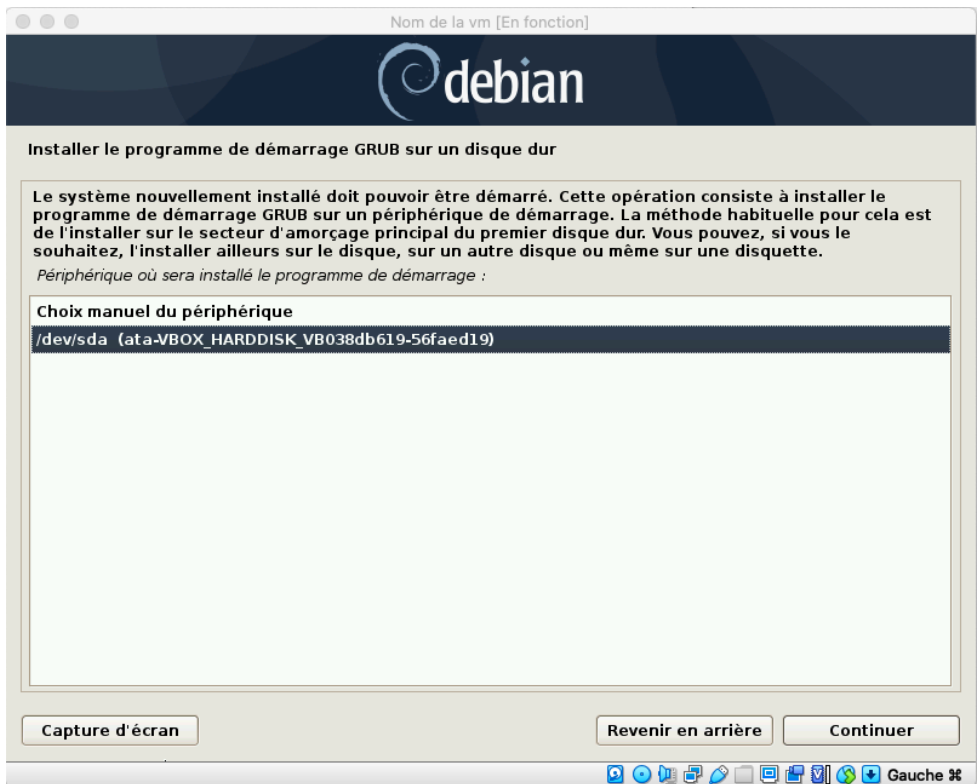 Nom de la vm [En fonction]
debian
Installer le programme de démarrage GRUB sur un disque dur
Le système nouvellement installé doit pouvoir être démarré. Cette opération consiste à installer le
programme de démarrage GRUB sur un périphérique de démarrage. La méthode habituelle pour cela est
de l'installer sur le secteur d'amorçage principal du premier disque dur. Vous pouvez, si vous le
souhaitez, l'installer ailleurs sur le disque, sur un autre disque ou même sur une disquette.
Périphérique où sera installé le programme de démarrage :
Choix manuel du périphérique
/dev/sda (ata-VBOX_HARDDISK_VB038db619-56faed19)
Capture d'écran
Revenir en arrière
Continuer
Gauche ⌘